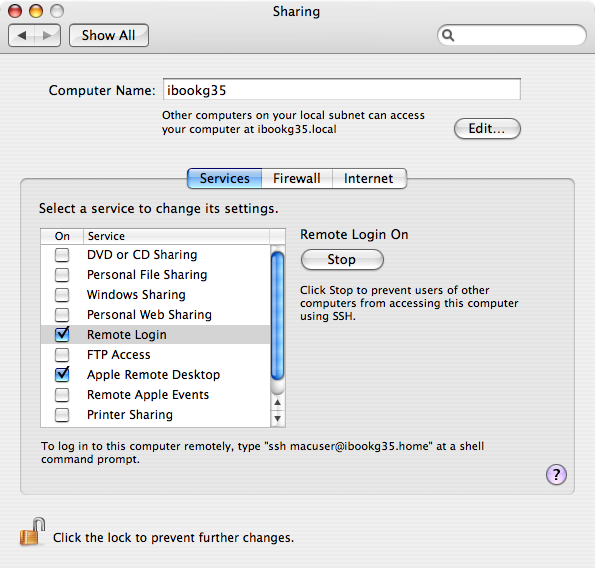 Sharing
Show All
Computer Name: ibookg35
Other computers on your local subnet can access
your computer at ibookg35.local
Edit...
Services Firewall Internet
Select a service to change its settings.
On Service
DVD or CD Sharing
Personal File Sharing
Windows Sharing
Personal Web Sharing
Remote Login
FTP Access
Apple Remote Desktop
Remote Apple Events
Printer Sharing
Remote Login On
Stop
Click Stop to prevent users of other
computers from accessing this computer
using SSH.
To log in to this computer remotely, type "ssh macuser@ibookg35.home" at a shell
command prompt.
?
Click the lock to prevent further changes.